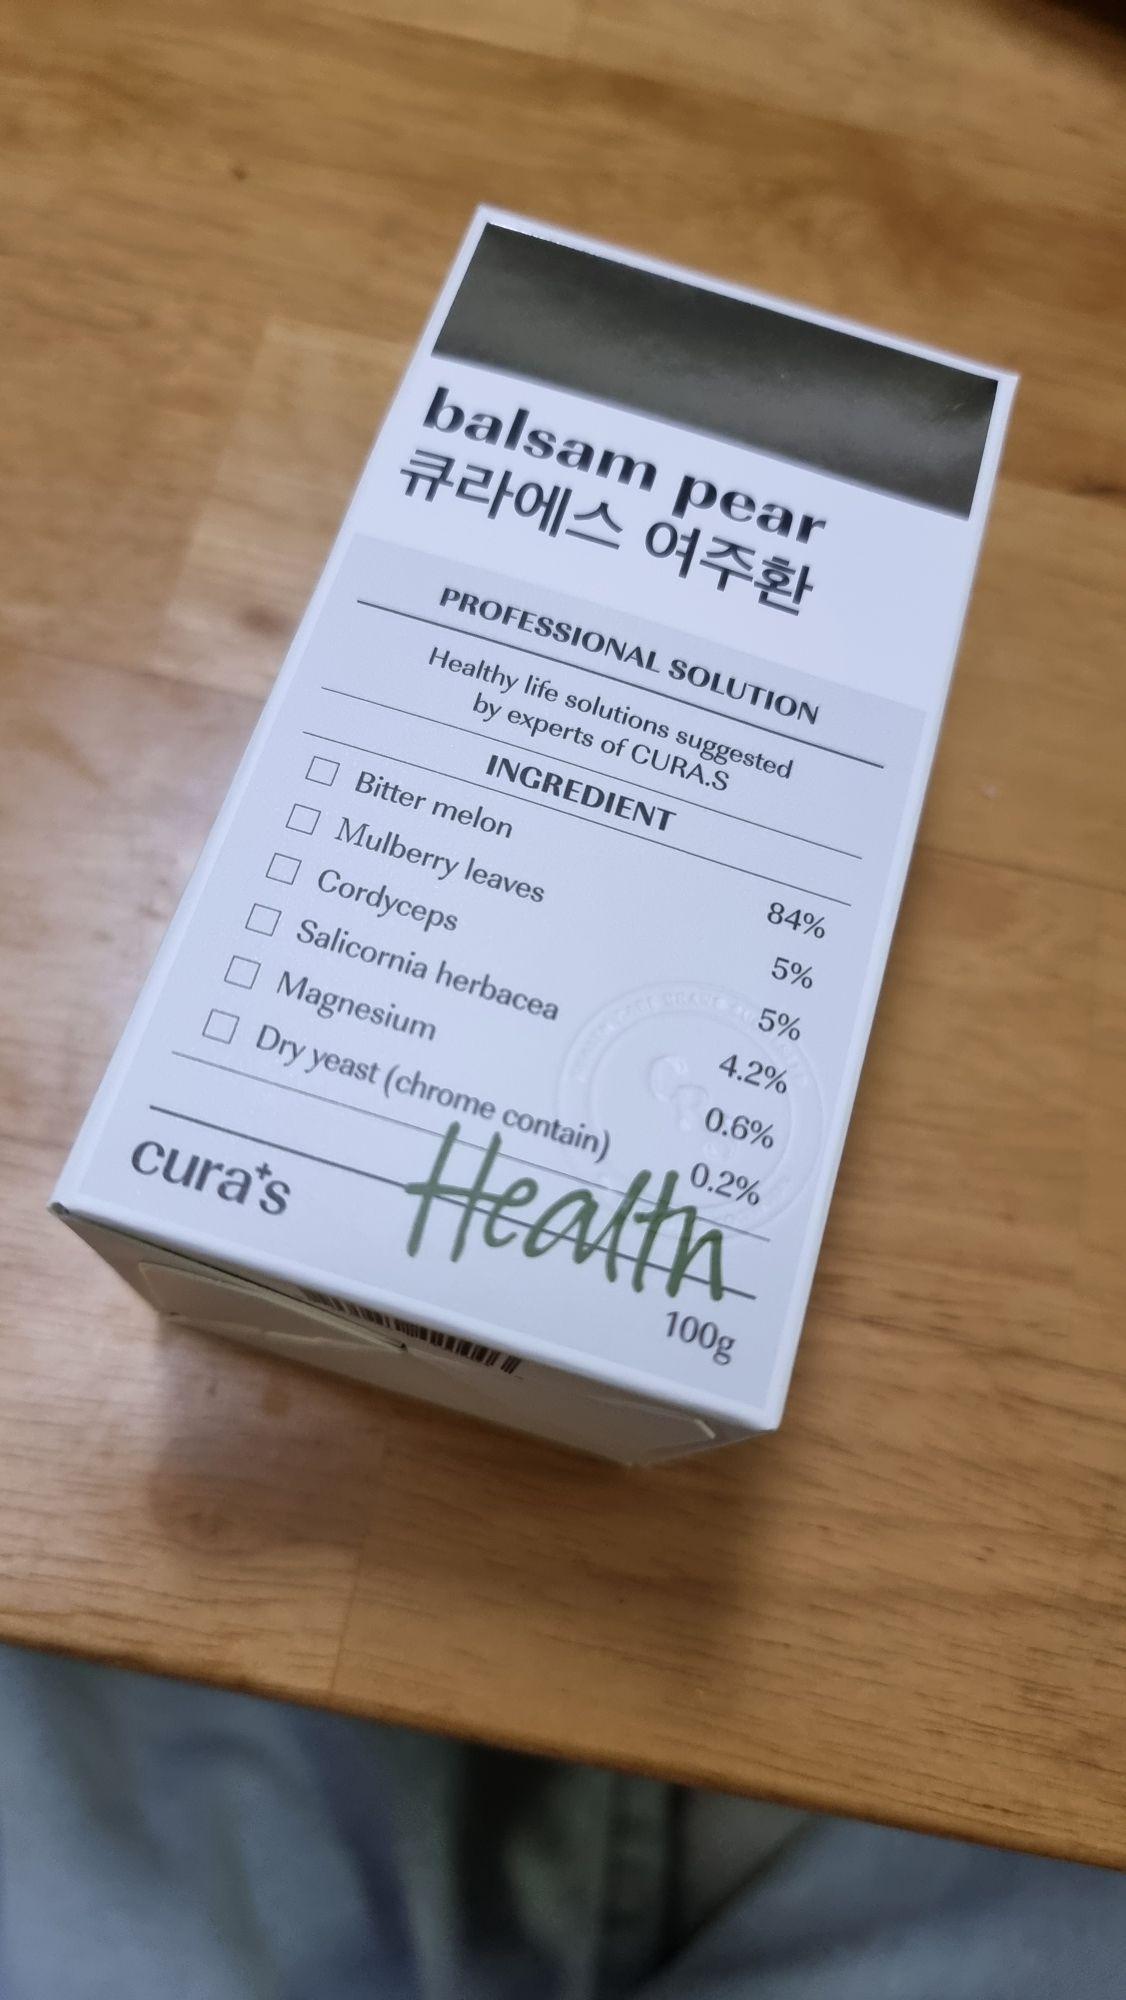 balsam pear
큐라에스 여주환
PROFESSIONAL SOLUTION
Healthy life solutions suggested
by experts of CURA.S
INGREDIENT
Bitter melon 84%
Mulberry leaves 5%
Cordyceps 5%
Salicornia herbacea 4.2%
Magnesium 0.6%
Dry yeast (chrome contain) 0.2%
cura+s
Health
100g